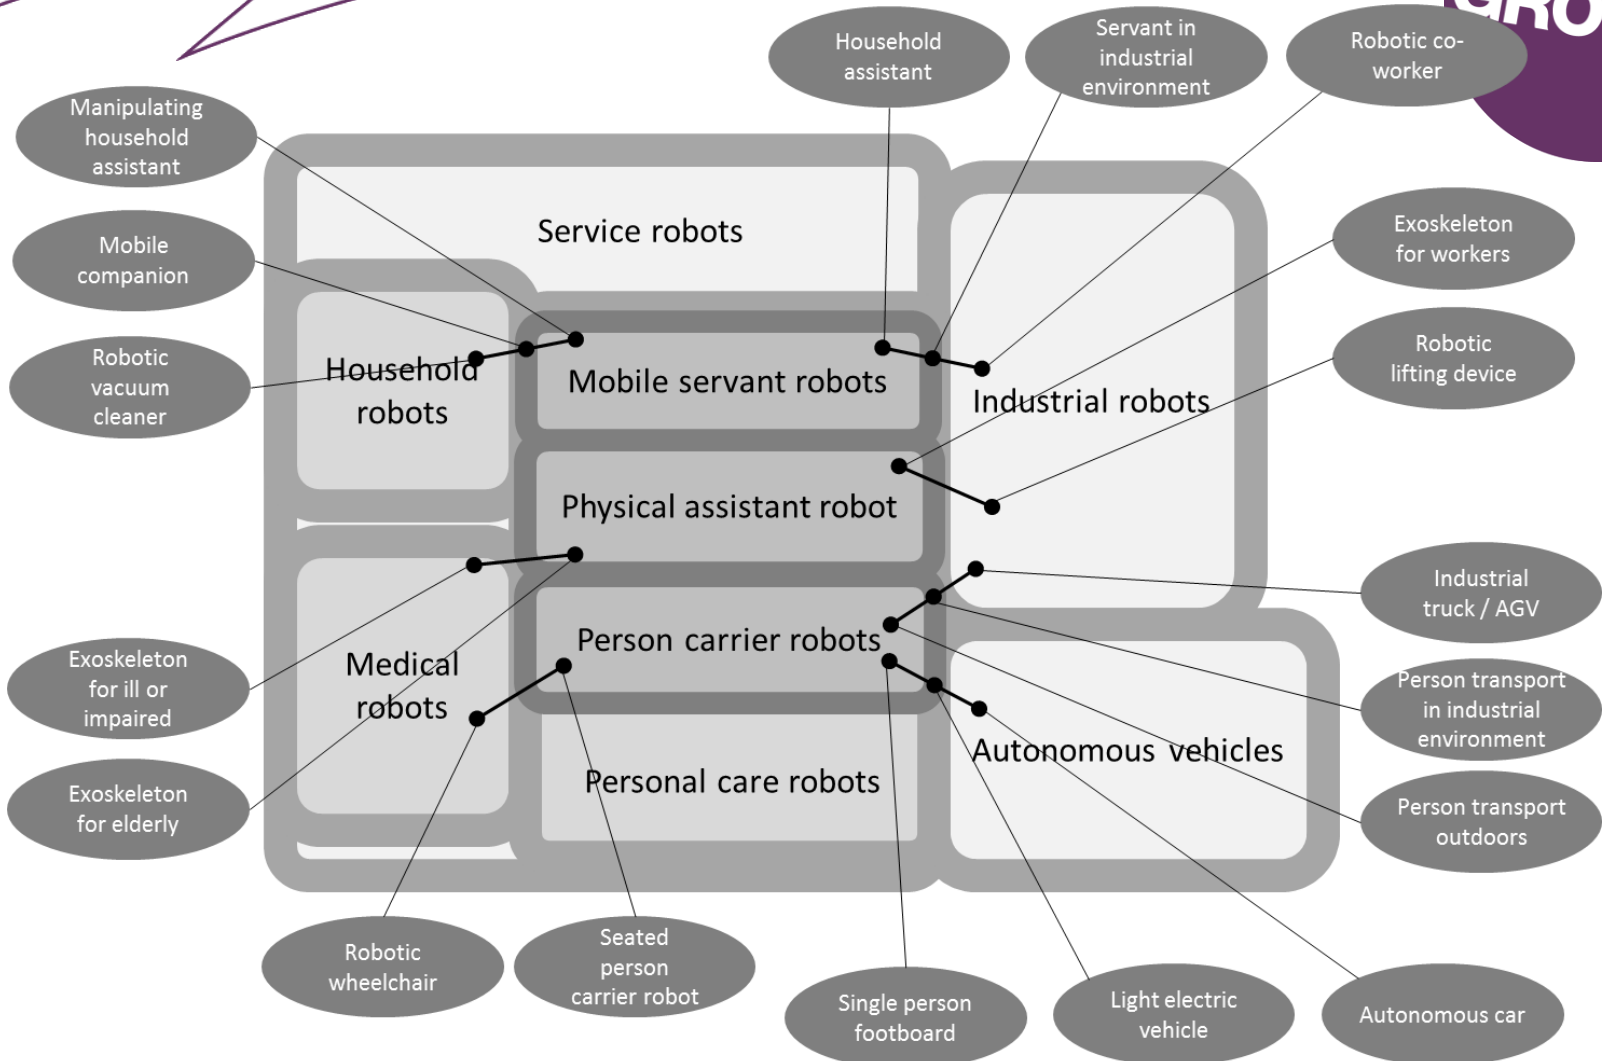 GRO
Household
assistant
Servant in
industrial
environment
Robotic co-
worker
Manipulating
household
assistant
Mobile
companion
Robotic
vacuum
cleaner
Service robots
Household
robots
Mobile servant robots
Industrial robots
Exoskeleton
for workers
Robotic
lifting device
Physical assistant robot
Person carrier robots
Medical
robots
Personal care robots
Autonomous vehicles
Industrial
truck / AGV
Person transport
in industrial
environment
Person transport
outdoors
Exoskeleton
for ill or
impaired
Exoskeleton
for elderly
Robotic
wheelchair
Seated
person
carrier robot
Single person
footboard
Light electric
vehicle
Autonomous car